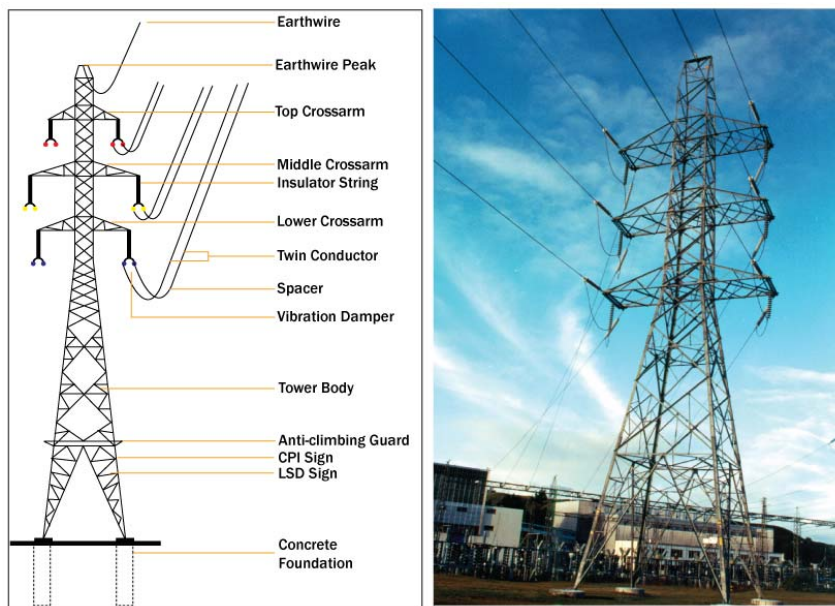 Earthwire
Earthwire Peak
Top Crossarm
Middle Crossarm
Insulator String
Lower Crossarm
Twin Conductor
Spacer
Vibration Damper
Tower Body
Anti-climbing Guard
CPI Sign
LSD Sign
Concrete
Foundation